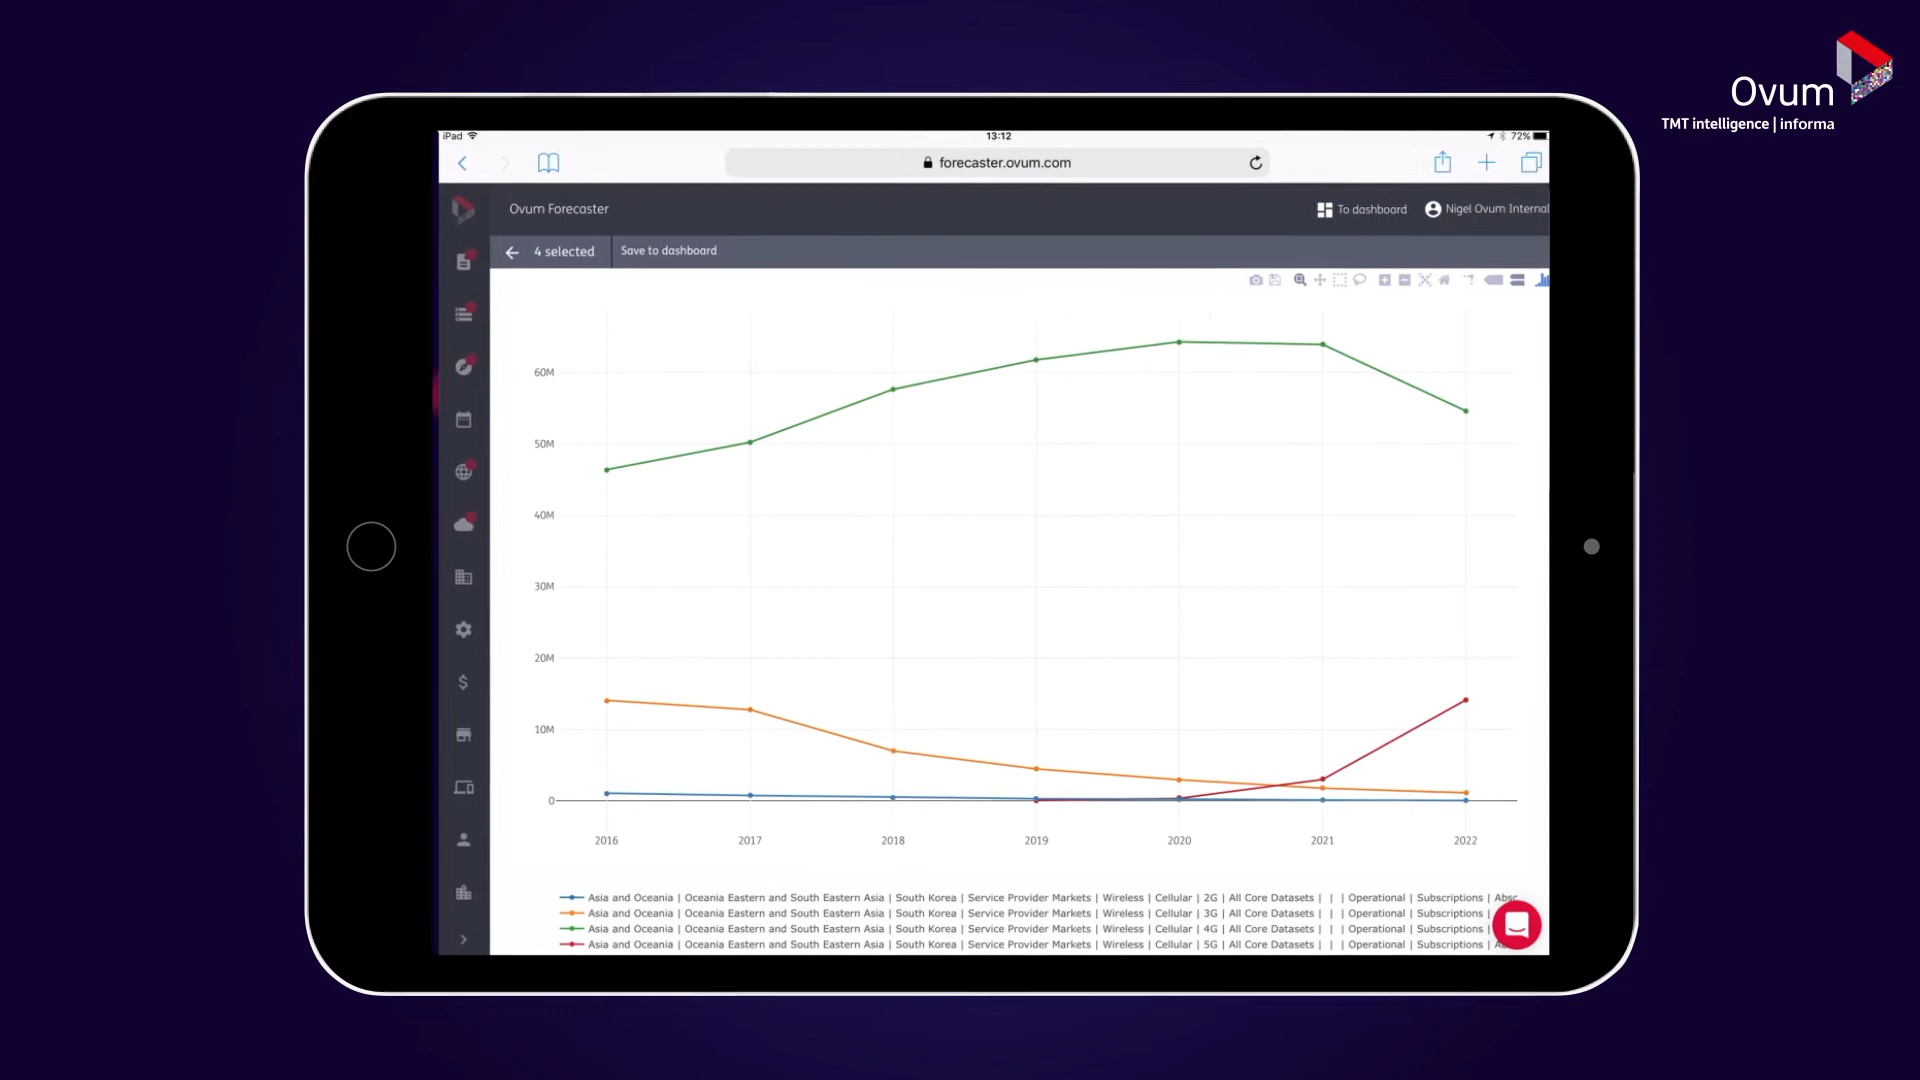 Ovum
TMT intelligence | informa
iPad 13:12 72%
forecaster.ovum.com
Ovum Forecaster To dashboard Nigel Ovum Internal
4 selected Save to dashboard
60M
50M
40M
30M
20M
10M
0
2016 2017 2018 2019 2020 2021 2022
Asia and Oceania | Oceania Eastern and South Eastern Asia | South Korea | Service Provider Markets | Wireless | Cellular | 2G | All Core Datasets | | | Operational | Subscriptions |
Asia and Oceania | Oceania Eastern and South Eastern Asia | South Korea | Service Provider Markets | Wireless | Cellular | 3G | All Core Datasets | | | Operational | Subscriptions |
Asia and Oceania | Oceania Eastern and South Eastern Asia | South Korea | Service Provider Markets | Wireless | Cellular | 4G | All Core Datasets | | | Operational | Subscriptions |
Asia and Oceania | Oceania Eastern and South Eastern Asia | South Korea | Service Provider Markets | Wireless | Cellular | 5G | All Core Datasets | | | Operational | Subscriptions |